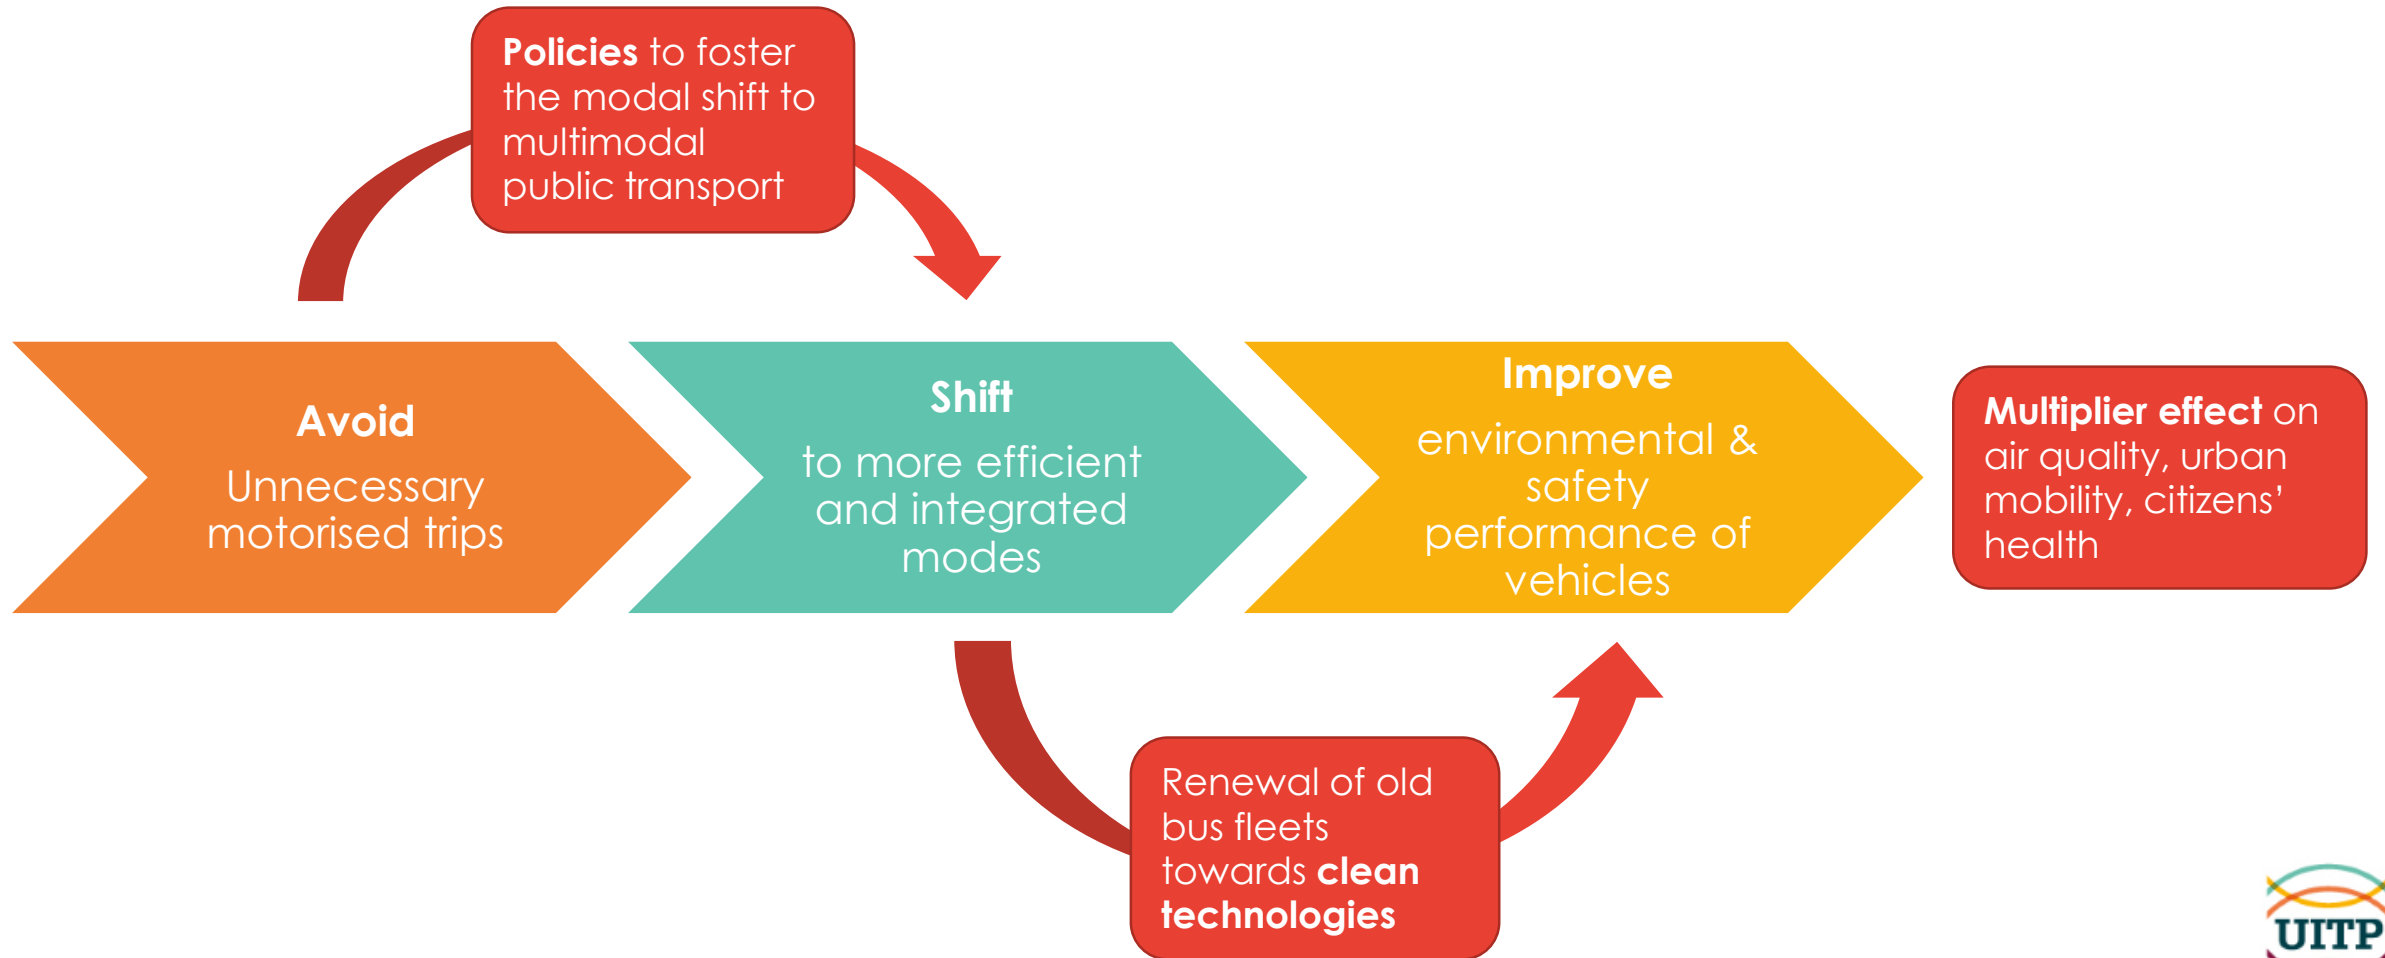 Policies to foster
the modal shift to
multimodal
public transport
Avoid
Unnecessary
motorised trips
Shift
to more efficient
and integrated
modes
Improve
environmental &
safety
performance of
vehicles
Multiplier effect on
air quality, urban
mobility, citizens’
health
Renewal of old
bus fleets
towards clean
technologies
UITP